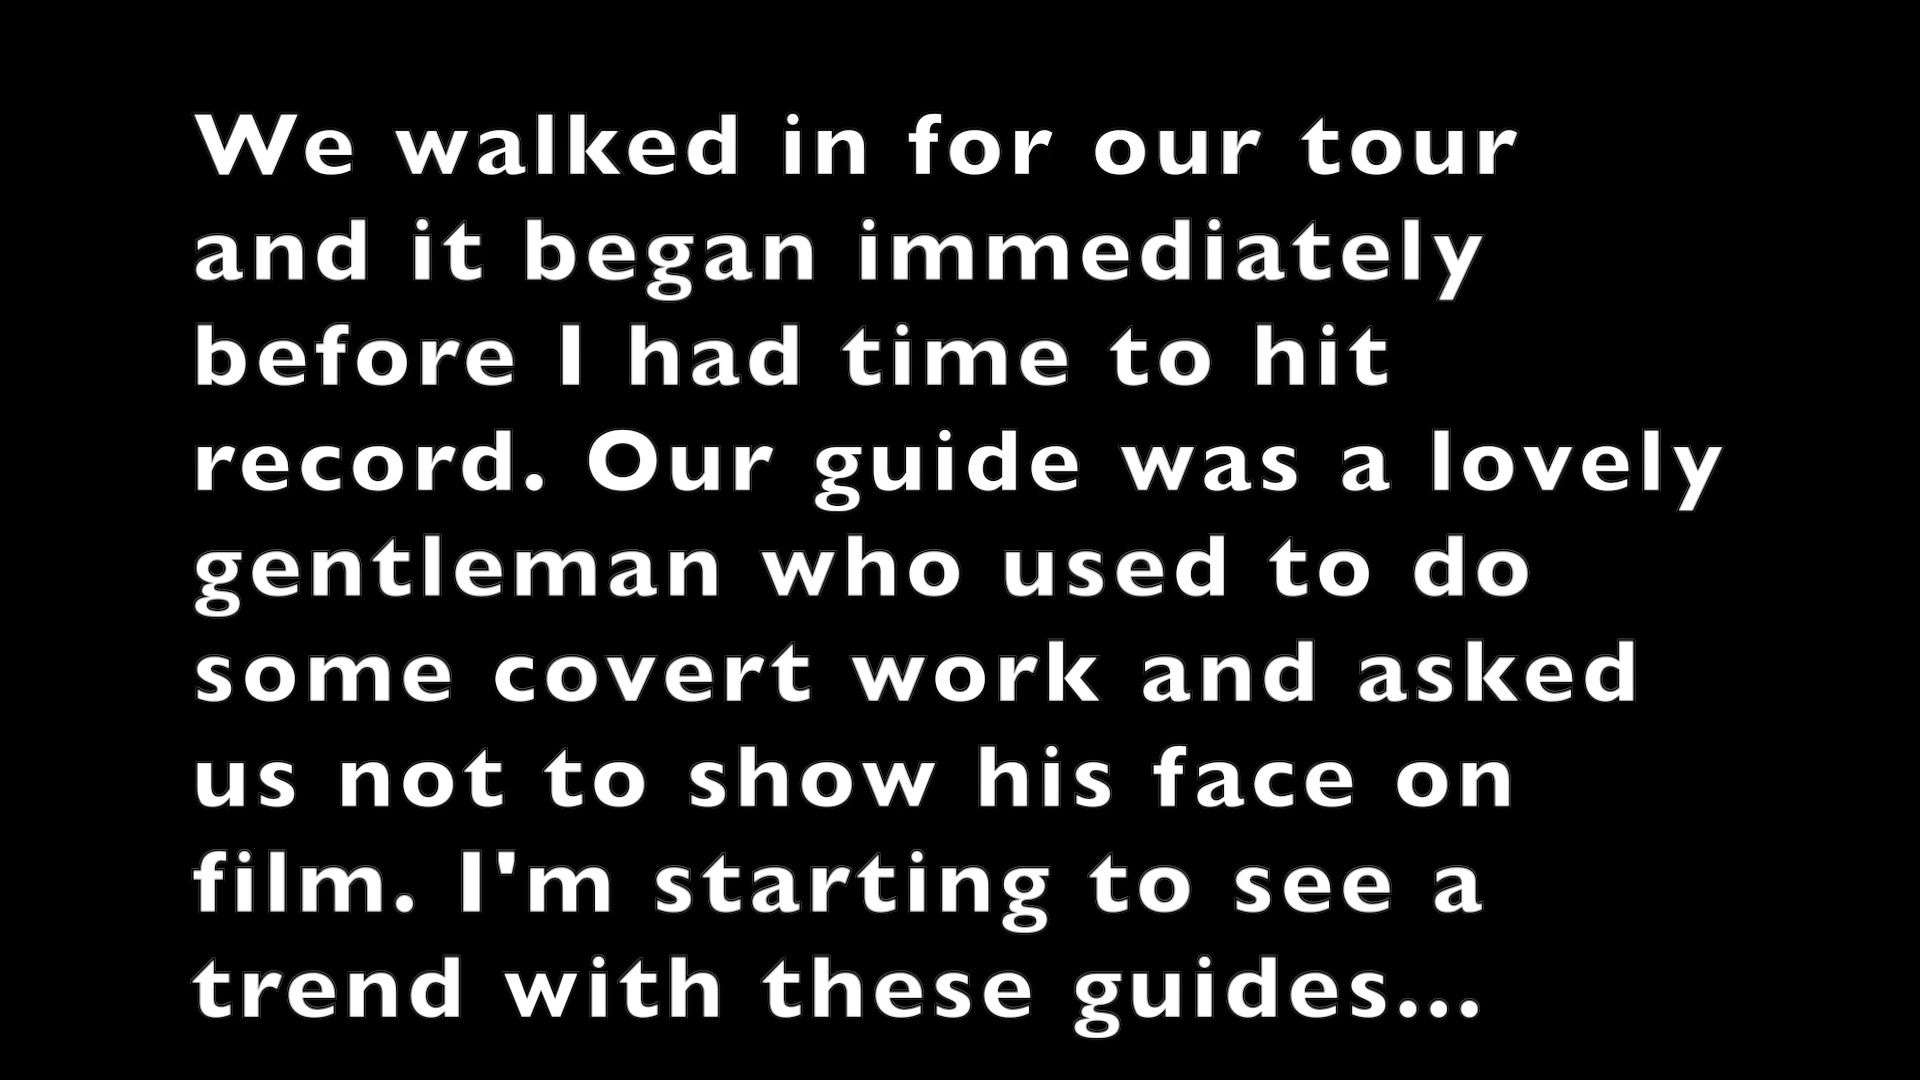 We walked in for our tour
and it began immediately
before I had time to hit
record. Our guide was a lovely
gentleman who used to do
some covert work and asked
us not to show his face on
film. I'm starting to see a
trend with these guides...